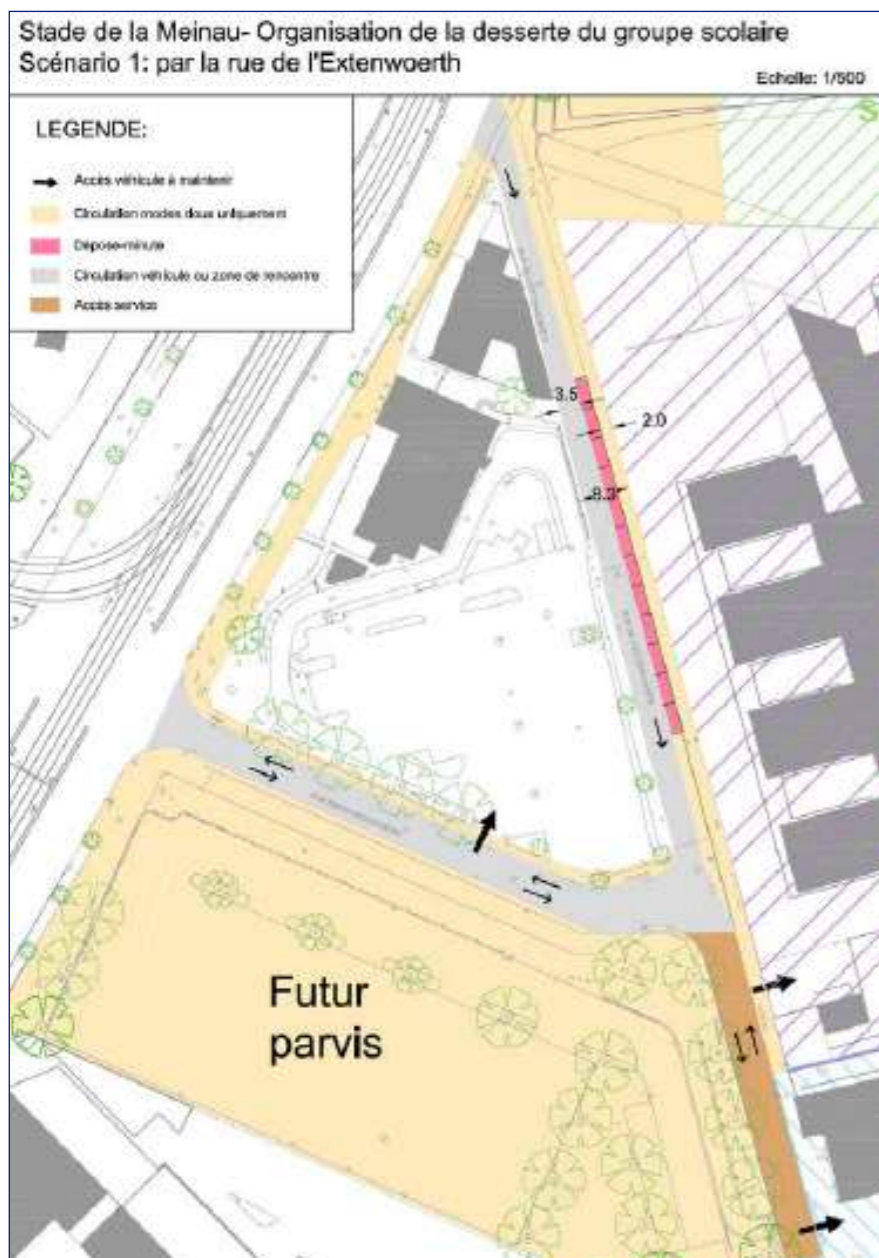 Stade de la Meinau- Organisation de la desserte du groupe scolaire
Scénario 1: par la rue de l'Extenwoerth
Echelle: 1/500
LEGENDE:
Accès véhicule à maintenir
Circulation modes doux uniquement
Dépose-minute
Circulation véhicule ou zone de rencontre
Accès service
S
3.5
2.0
8.3
Futur
parvis